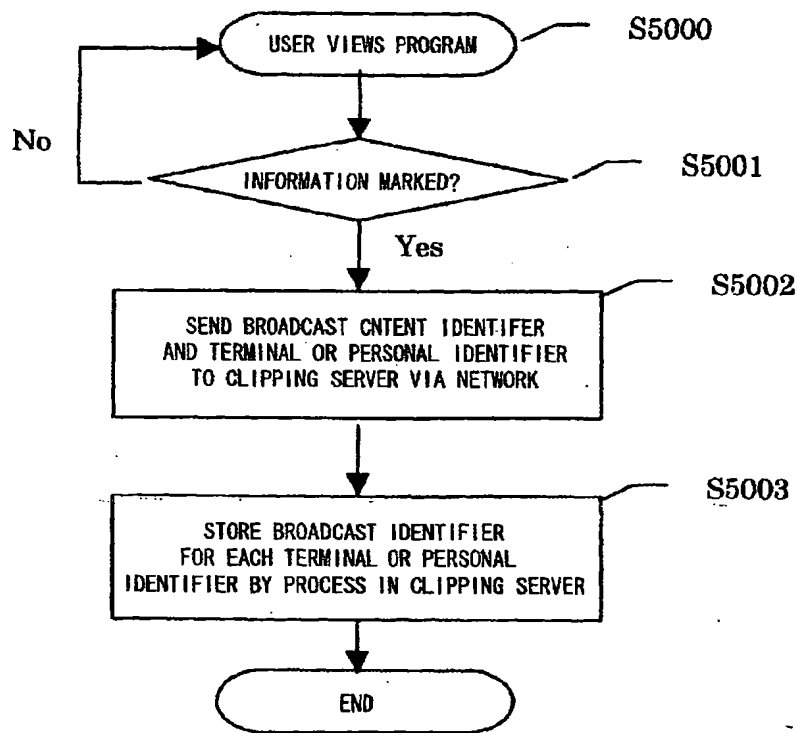 USER VIEWS PROGRAM
S5000
No
INFORMATION MARKED?
S5001
Yes
S5002
SEND BROADCAST CNTENT IDENTIFER
AND TERMINAL OR PERSONAL IDENTIFIER
TO CLIPPING SERVER VIA NETWORK
S5003
STORE BROADCAST IDENTIFIER
FOR EACH TERMINAL OR PERSONAL
IDENTIFIER BY PROCESS IN CLIPPING SERVER
END